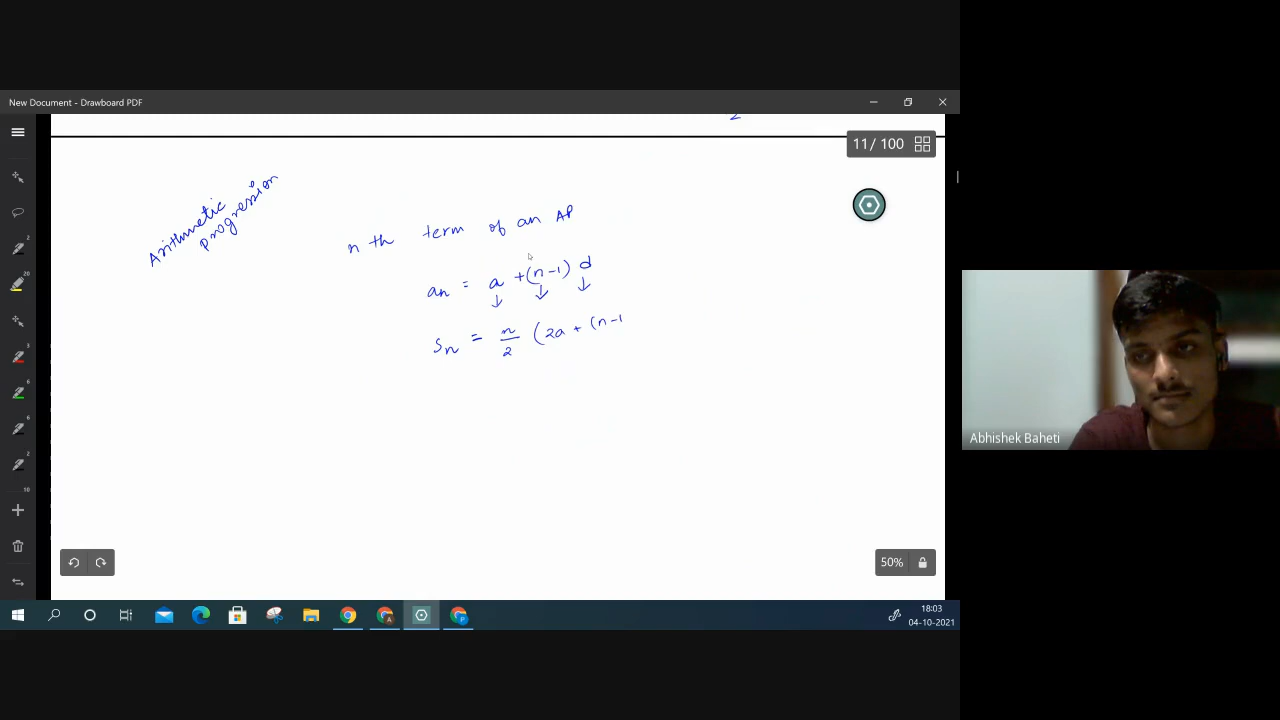 New Document - Drawboard PDF
2
11 / 100
Arithmetic
progression
n th term of an AP
an = a +(n-1) d
↓ ↓ ↓
Sn = n/2 (2a + (n-1
Abhishek Baheti
50%
18:03
04-10-2021